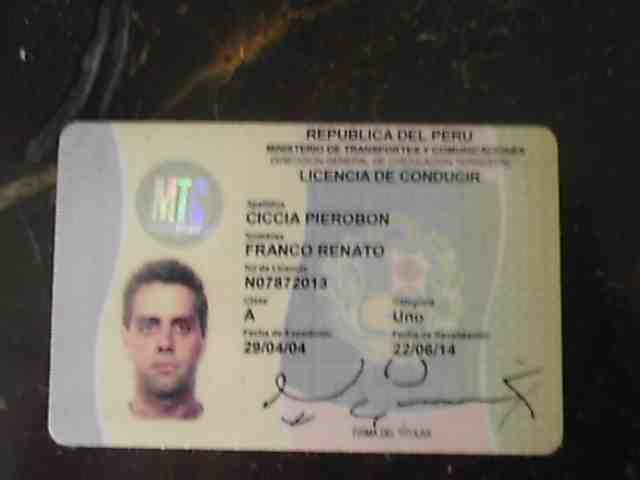 REPUBLICA DEL PERU
MINISTERIO DE TRANSPORTES Y COMUNICACIONES
DIRECCION GENERAL DE CIRCULACION TERRESTRE
LICENCIA DE CONDUCIR
MTC
Apellidos
CICCIA PIEROBON
Nombres
FRANCO RENATO
No de Licencia
N07872013
Clase Categoria
A Uno
Fecha de Expedición Fecha de Revalidación
29/04/04 22/06/14
FIRMA DEL TITULAR